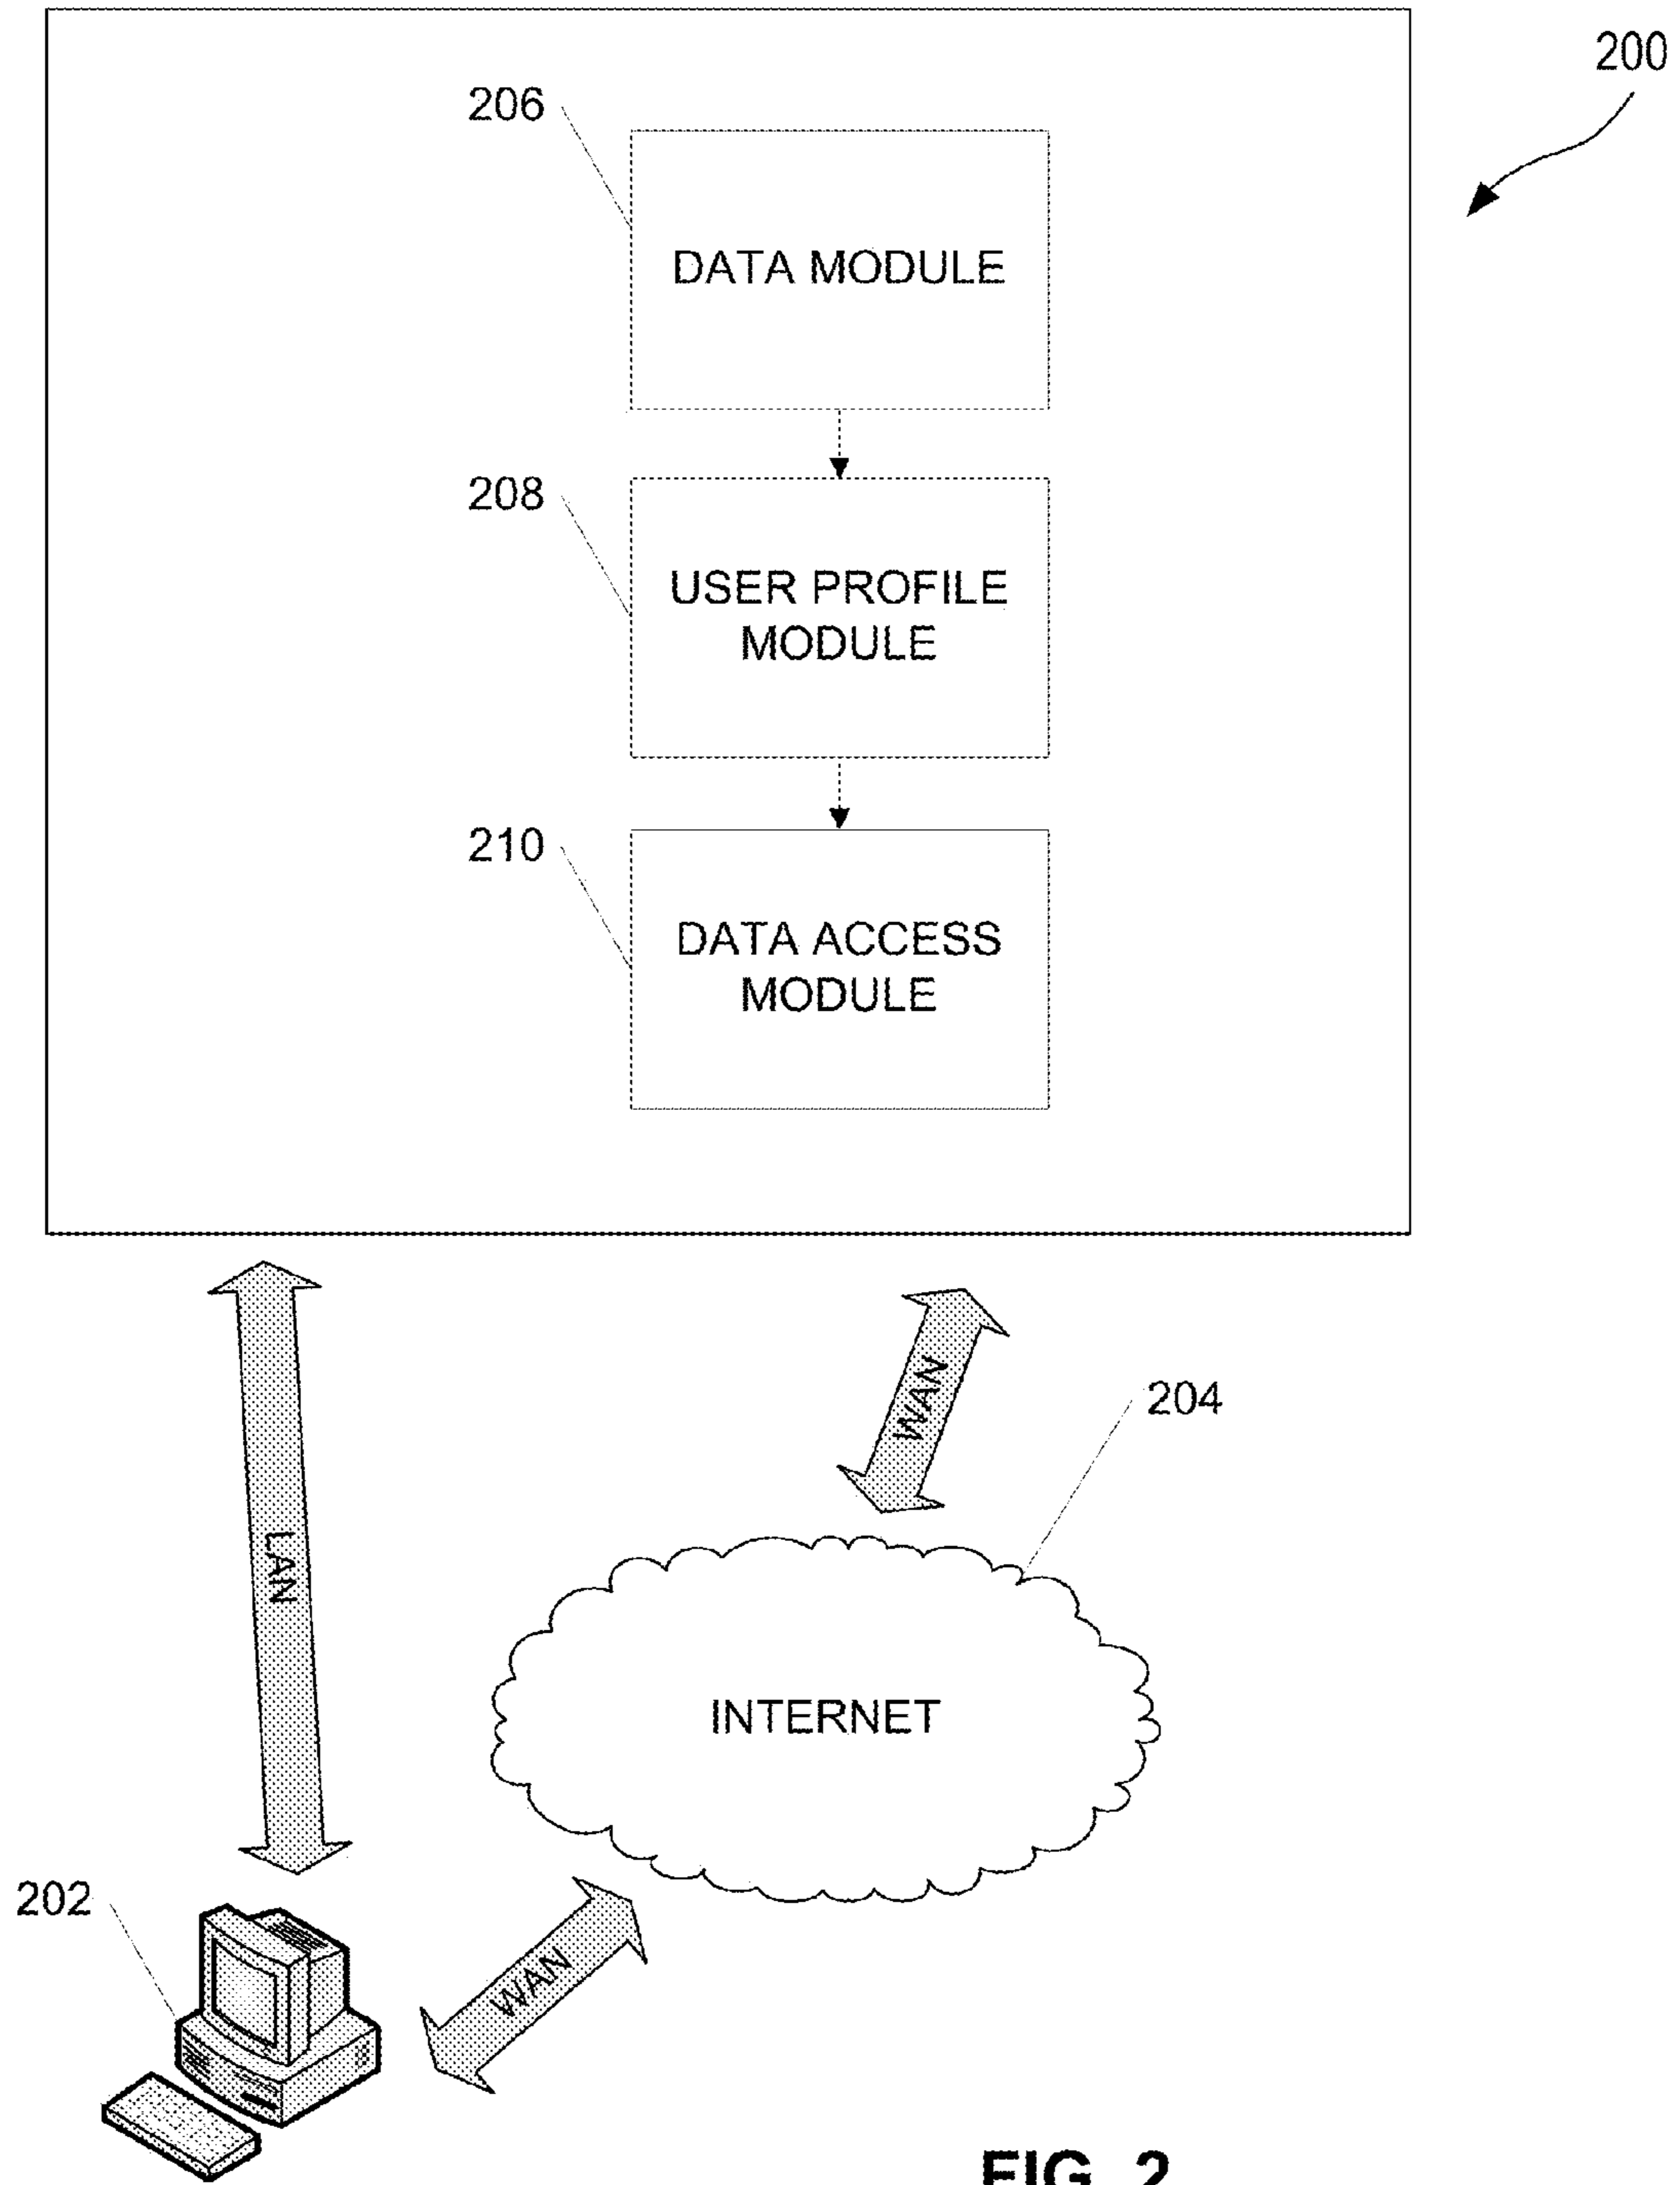 200
206
DATA MODULE
208
USER PROFILE
MODULE
210
DATA ACCESS
MODULE
WAN
204
LAN
INTERNET
202
WAN
FIG. 2